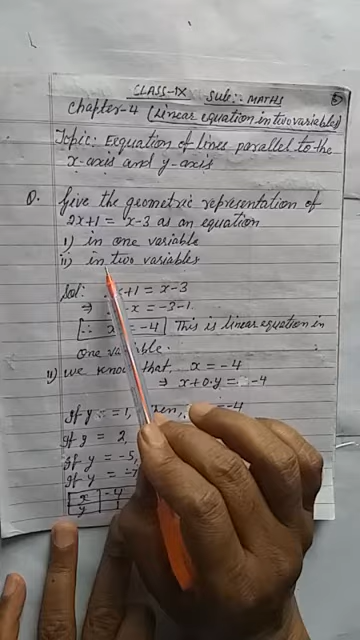 CLASS-IX Sub:- MATHS 5
Chapter-4 (Linear equation in two variables)
Topic: Equation of lines parallel to the
x-axis and y-axis
Q. Give the geometric representation of
2x+1 = x-3 as an equation
i) in one variable
ii) in two variables
Sol: x+1 = x-3
⇒ -x = -3-1
∴ x = -4 This is linear equation in
One variable.
ii) we know that, x = -4
⇒ x+0.y = -4
If y = 1, then, = -4
If y = 2,
If y = -5,
If y =
x -4
y 1